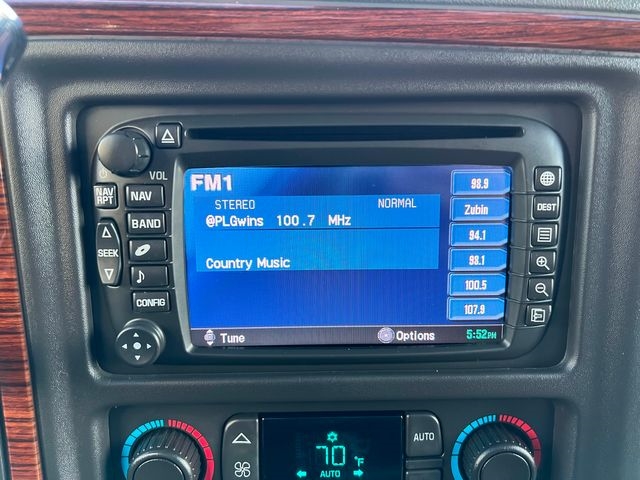 VOL
NAV RPT
NAV
BAND
SEEK
CONFIG
FM1
STEREO NORMAL
@PLGwins 100.7 MHz
Country Music
Tune
Options
5:52PM
98.9
Zubin
94.1
98.1
100.5
107.9
DEST
70°F
AUTO
AUTO